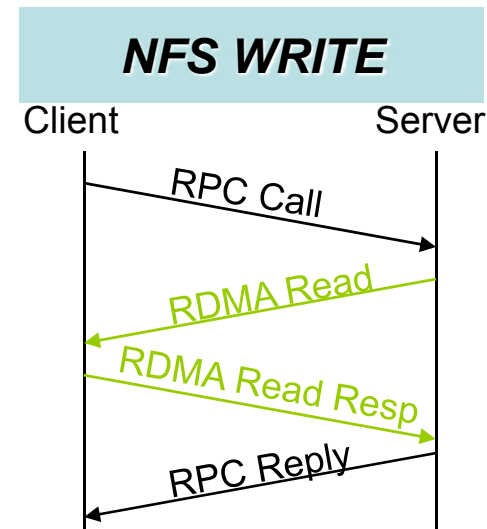 NFS WRITE
Client Server
RPC Call
RDMA Read
RDMA Read Resp
RPC Reply